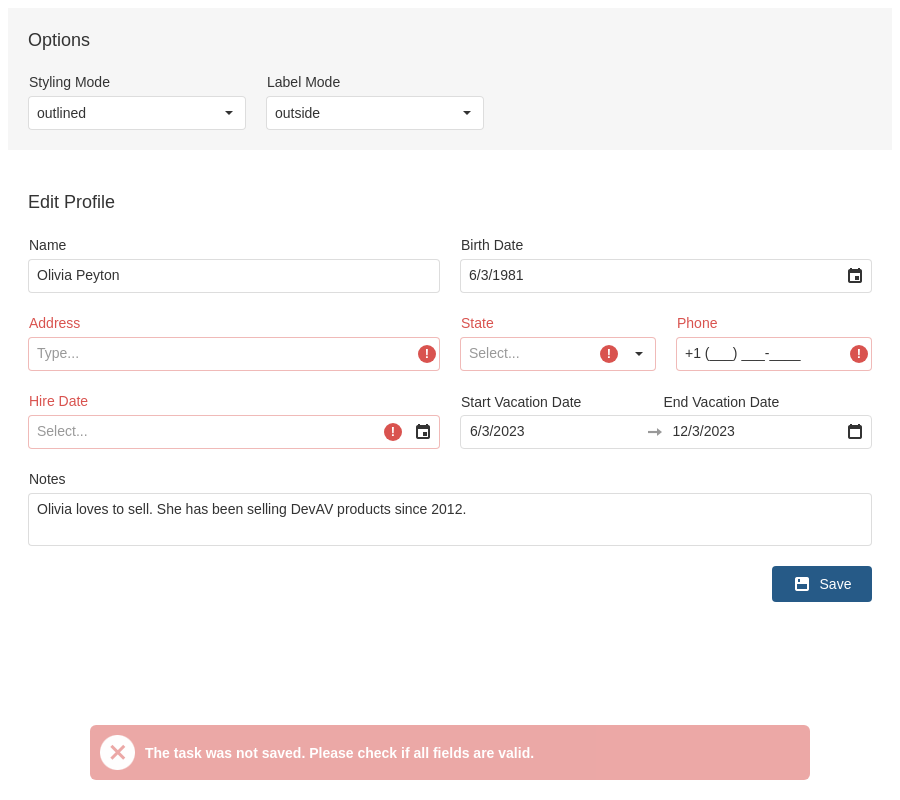 Options
Styling Mode Label Mode
outlined outside
Edit Profile
Name Birth Date
Olivia Peyton 6/3/1981
Address State Phone
Type... ! Select... ! +1 (___) ___-____ !
Hire Date Start Vacation Date End Vacation Date
Select... ! 6/3/2023 12/3/2023
Notes
Olivia loves to sell. She has been selling DevAV products since 2012.
Save
The task was not saved. Please check if all fields are valid.